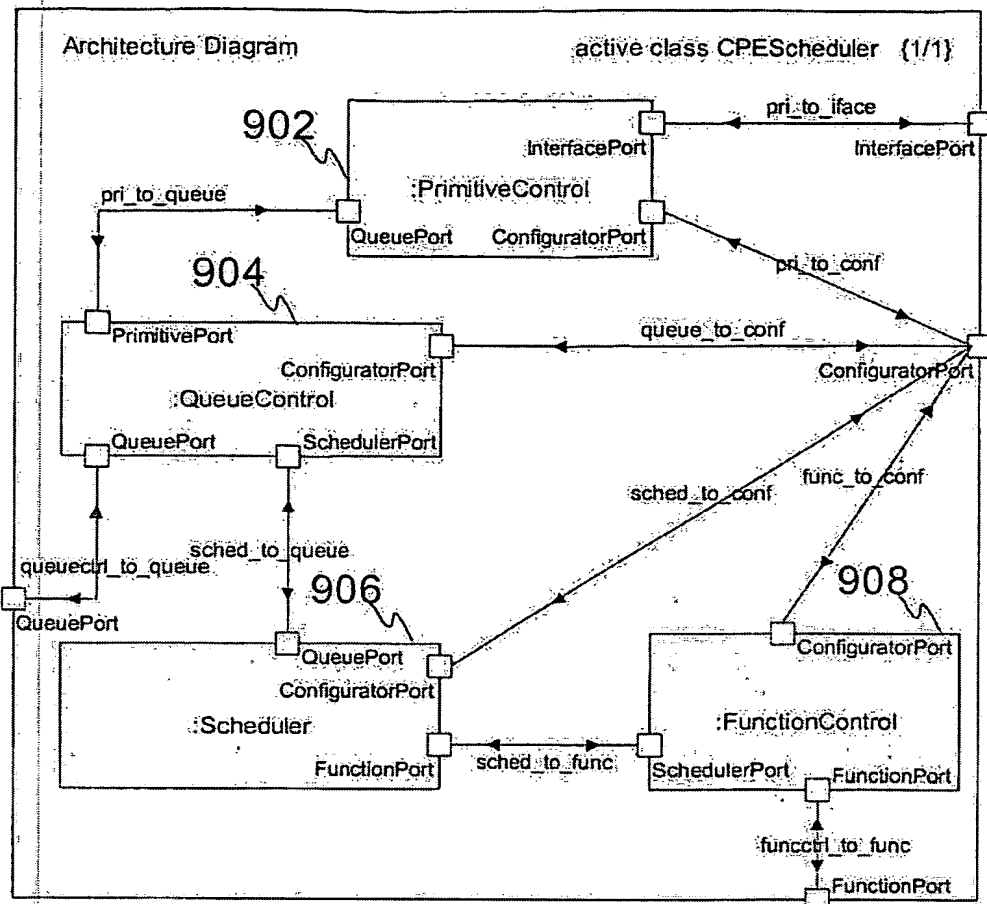 Architecture Diagram
active class CPEScheduler {1/1}
pri_to_iface
902
InterfacePort
InterfacePort
:PrimitiveControl
pri_to_queue
QueuePort
ConfiguratorPort
pri_to_conf
904
PrimitivePort
queue_to_conf
ConfiguratorPort
ConfiguratorPort
:QueueControl
QueuePort
SchedulerPort
func_to_conf
sched_to_conf
sched_to_queue
queuectrl_to_queue
906
908
QueuePort
QueuePort
ConfiguratorPort
ConfiguratorPort
:Scheduler
:FunctionControl
FunctionPort
sched_to_func
SchedulerPort
FunctionPort
funcctrl_to_func
FunctionPort